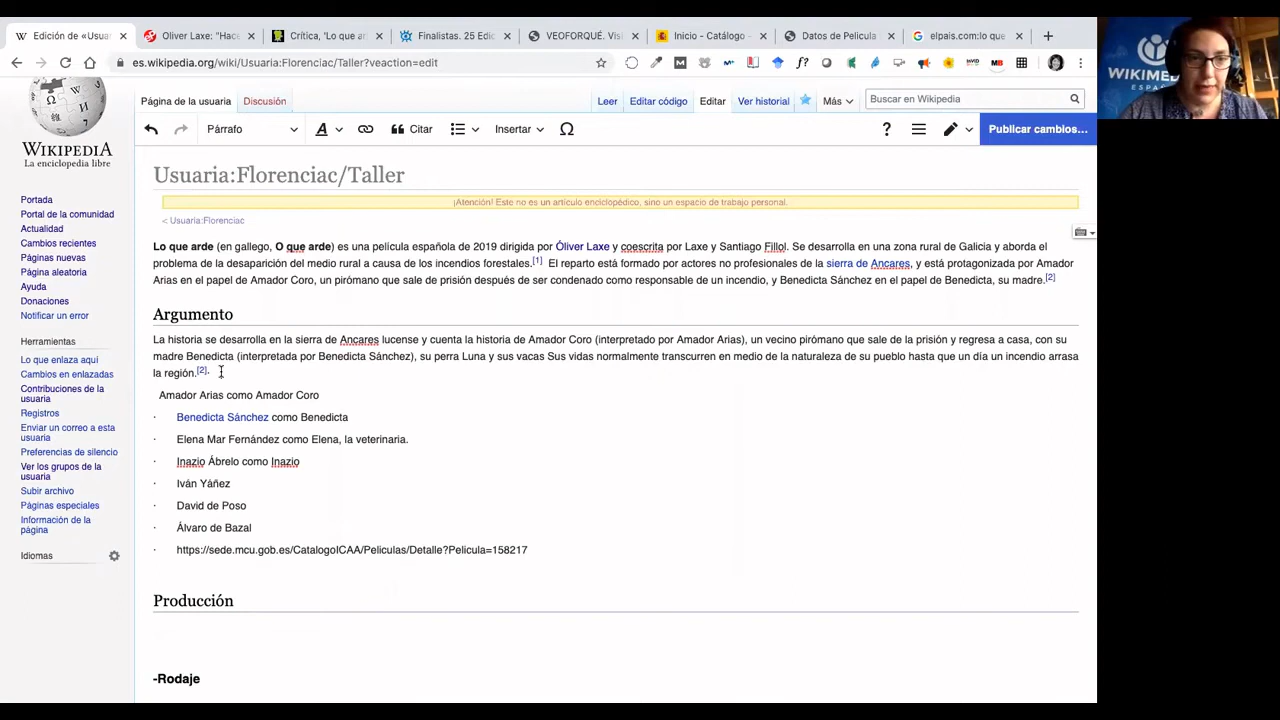 Edición de «Usua
Oliver Laxe: "Hace
Crítica, 'Lo que ar
Finalistas. 25 Edic
VEOFORQUÉ. Visi
Inicio - Catálogo -
Datos de Pelicula
elpais.com:lo que
es.wikipedia.org/wiki/Usuaria:Florenciac/Taller?veaction=edit
WIKIMED
ESPAÑ
Página de la usuaria
Discusión
Leer
Editar código
Editar
Ver historial
Más
Buscar en Wikipedia
Párrafo
A
Citar
Insertar
Ω
?
Publicar cambios...
WIKIPEDIA
La enciclopedia libre
Portada
Portal de la comunidad
Actualidad
Cambios recientes
Páginas nuevas
Página aleatoria
Ayuda
Donaciones
Notificar un error
Herramientas
Lo que enlaza aquí
Cambios en enlazadas
Contribuciones de la
usuaria
Registros
Enviar un correo a esta
usuaria
Preferencias de silencio
Ver los grupos de la
usuaria
Subir archivo
Páginas especiales
Información de la
página
Idiomas
Usuaria:Florenciac/Taller
¡Atención! Este no es un artículo enciclopédico, sino un espacio de trabajo personal.
< Usuaria:Florenciac
Lo que arde (en gallego, O que arde) es una película española de 2019 dirigida por Óliver Laxe y coescrita por Laxe y Santiago Fillol. Se desarrolla en una zona rural de Galicia y aborda el
problema de la desaparición del medio rural a causa de los incendios forestales.[1] El reparto está formado por actores no profesionales de la sierra de Ancares, y está protagonizada por Amador
Arias en el papel de Amador Coro, un pirómano que sale de prisión después de ser condenado como responsable de un incendio, y Benedicta Sánchez en el papel de Benedicta, su madre.[2]
Argumento
La historia se desarrolla en la sierra de Ancares lucense y cuenta la historia de Amador Coro (interpretado por Amador Arias), un vecino pirómano que sale de la prisión y regresa a casa, con su
madre Benedicta (interpretada por Benedicta Sánchez), su perra Luna y sus vacas Sus vidas normalmente transcurren en medio de la naturaleza de su pueblo hasta que un día un incendio arrasa
la región.[2]·
Amador Arias como Amador Coro
· Benedicta Sánchez como Benedicta
· Elena Mar Fernández como Elena, la veterinaria.
· Inazio Ábrelo como Inazio
· Iván Yáñez
· David de Poso
· Álvaro de Bazal
· https://sede.mcu.gob.es/CatalogoICAA/Peliculas/Detalle?Pelicula=158217
Producción
-Rodaje